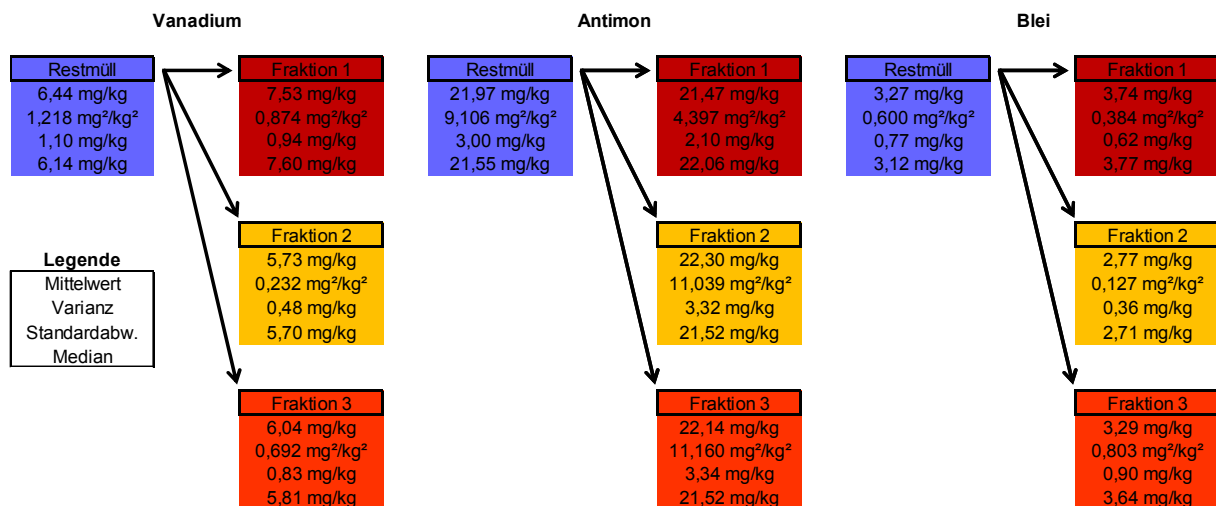 Vanadium
Restmüll
6,44 mg/kg
1,218 mg²/kg²
1,10 mg/kg
6,14 mg/kg
Fraktion 1
7,53 mg/kg
0,874 mg²/kg²
0,94 mg/kg
7,60 mg/kg
Fraktion 2
5,73 mg/kg
0,232 mg²/kg²
0,48 mg/kg
5,70 mg/kg
Fraktion 3
6,04 mg/kg
0,692 mg²/kg²
0,83 mg/kg
5,81 mg/kg
Legende
Mittelwert
Varianz
Standardabw.
Median
Antimon
Restmüll
21,97 mg/kg
9,106 mg²/kg²
3,00 mg/kg
21,55 mg/kg
Fraktion 1
21,47 mg/kg
4,397 mg²/kg²
2,10 mg/kg
22,06 mg/kg
Fraktion 2
22,30 mg/kg
11,039 mg²/kg²
3,32 mg/kg
21,52 mg/kg
Fraktion 3
22,14 mg/kg
11,160 mg²/kg²
3,34 mg/kg
21,52 mg/kg
Blei
Restmüll
3,27 mg/kg
0,600 mg²/kg²
0,77 mg/kg
3,12 mg/kg
Fraktion 1
3,74 mg/kg
0,384 mg²/kg²
0,62 mg/kg
3,77 mg/kg
Fraktion 2
2,77 mg/kg
0,127 mg²/kg²
0,36 mg/kg
2,71 mg/kg
Fraktion 3
3,29 mg/kg
0,803 mg²/kg²
0,90 mg/kg
3,64 mg/kg